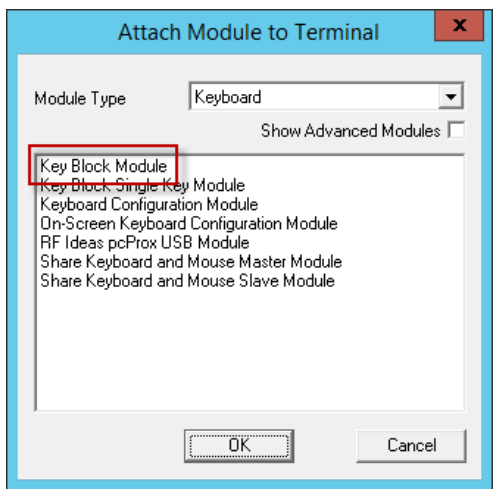 Attach Module to Terminal
x
Module Type Keyboard
Show Advanced Modules
Key Block Module
Key Block Single Key Module
Keyboard Configuration Module
On-Screen Keyboard Configuration Module
RF Ideas pcProx USB Module
Share Keyboard and Mouse Master Module
Share Keyboard and Mouse Slave Module
OK Cancel